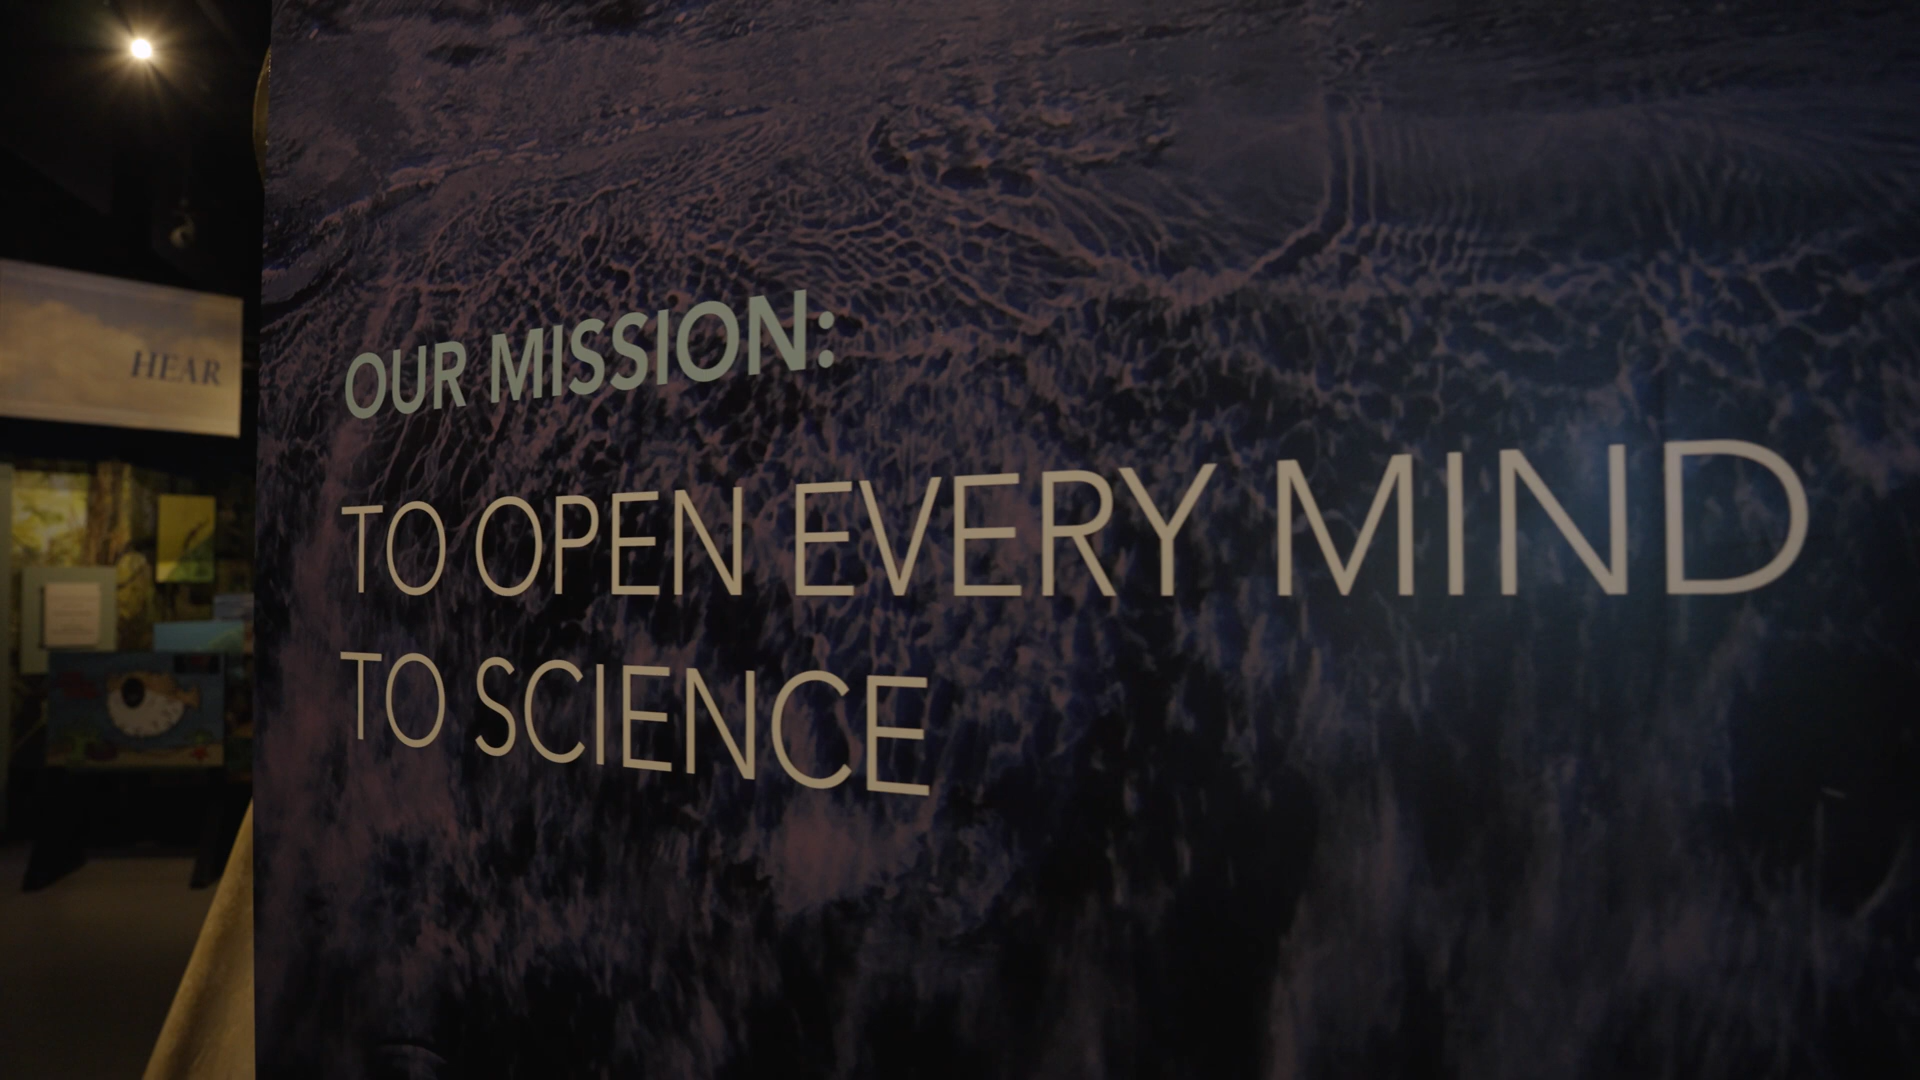 HEAR
OUR MISSION:
TO OPEN EVERY MIND
TO SCIENCE